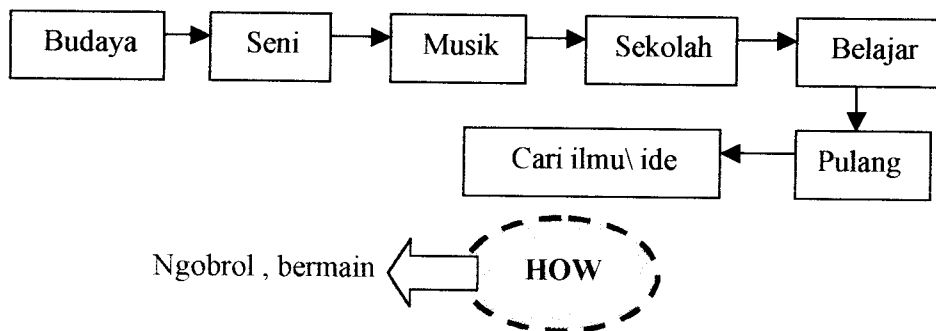 Budaya Seni Musik Sekolah Belajar
Cari ilmu\ ide Pulang
Ngobrol , bermain HOW